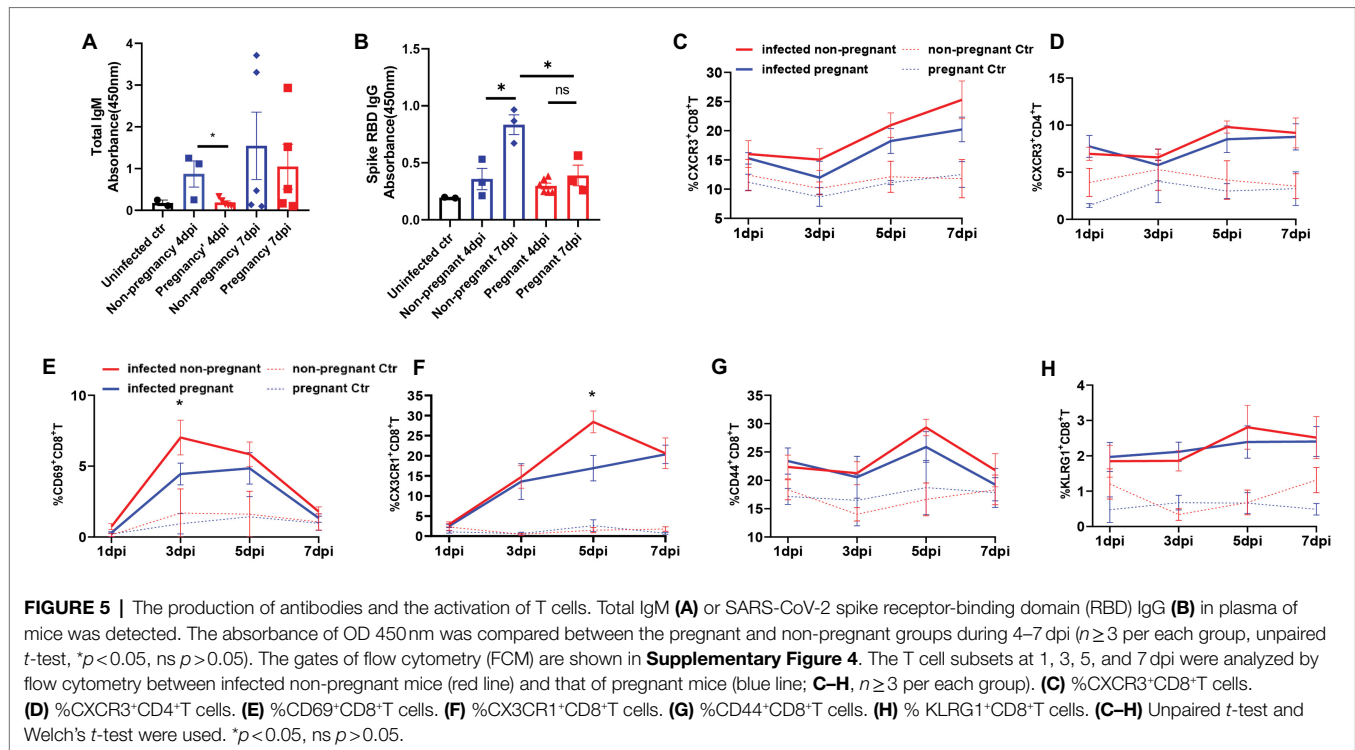 A
Total IgM
Absorbance(450nm)
4
3
2
1
0
*
Uninfected ctr
Non-pregnancy 4dpi
Pregnancy' 4dpi
Non-pregnancy 7dpi
Pregnancy 7dpi
B
Spike RBD IgG
Absorbance(450nm)
1.5
1.0
0.5
0.0
*
*
ns
Uninfected ctr
Non-pregnant 4dpi
Non-pregnant 7dpi
Pregnant 4dpi
Pregnant 7dpi
C
infected non-pregnant
non-pregnant Ctr
infected pregnant
pregnant Ctr
%CXCR3+CD8+T
30
25
20
15
10
5
1dpi 3dpi 5dpi 7dpi
D
%CXCR3+CD4+T
15
10
5
0
1dpi 3dpi 5dpi 7dpi
E
infected non-pregnant
non-pregnant Ctr
infected pregnant
pregnant Ctr
%CD69+CD8+T
10
5
0
*
1dpi 3dpi 5dpi 7dpi
F
%CX3CR1+CD8+T
35
30
25
20
15
10
5
0
*
1dpi 3dpi 5dpi 7dpi
G
%CD44+CD8+T
35
30
25
20
15
10
1dpi 3dpi 5dpi 7dpi
H
%KLRG1+CD8+T
4
3
2
1
0
1dpi 3dpi 5dpi 7dpi
FIGURE 5 | The production of antibodies and the activation of T cells. Total IgM (A) or SARS-CoV-2 spike receptor-binding domain (RBD) IgG (B) in plasma of
mice was detected. The absorbance of OD 450 nm was compared between the pregnant and non-pregnant groups during 4–7 dpi (n ≥ 3 per each group, unpaired
t-test, *p < 0.05, ns p > 0.05). The gates of flow cytometry (FCM) are shown in Supplementary Figure 4. The T cell subsets at 1, 3, 5, and 7 dpi were analyzed by
flow cytometry between infected non-pregnant mice (red line) and that of pregnant mice (blue line; C–H, n ≥ 3 per each group). (C) %CXCR3+CD8+T cells.
(D) %CXCR3+CD4+T cells. (E) %CD69+CD8+T cells. (F) %CX3CR1+CD8+T cells. (G) %CD44+CD8+T cells. (H) % KLRG1+CD8+T cells. (C–H) Unpaired t-test and
Welch's t-test were used. *p < 0.05, ns p > 0.05.